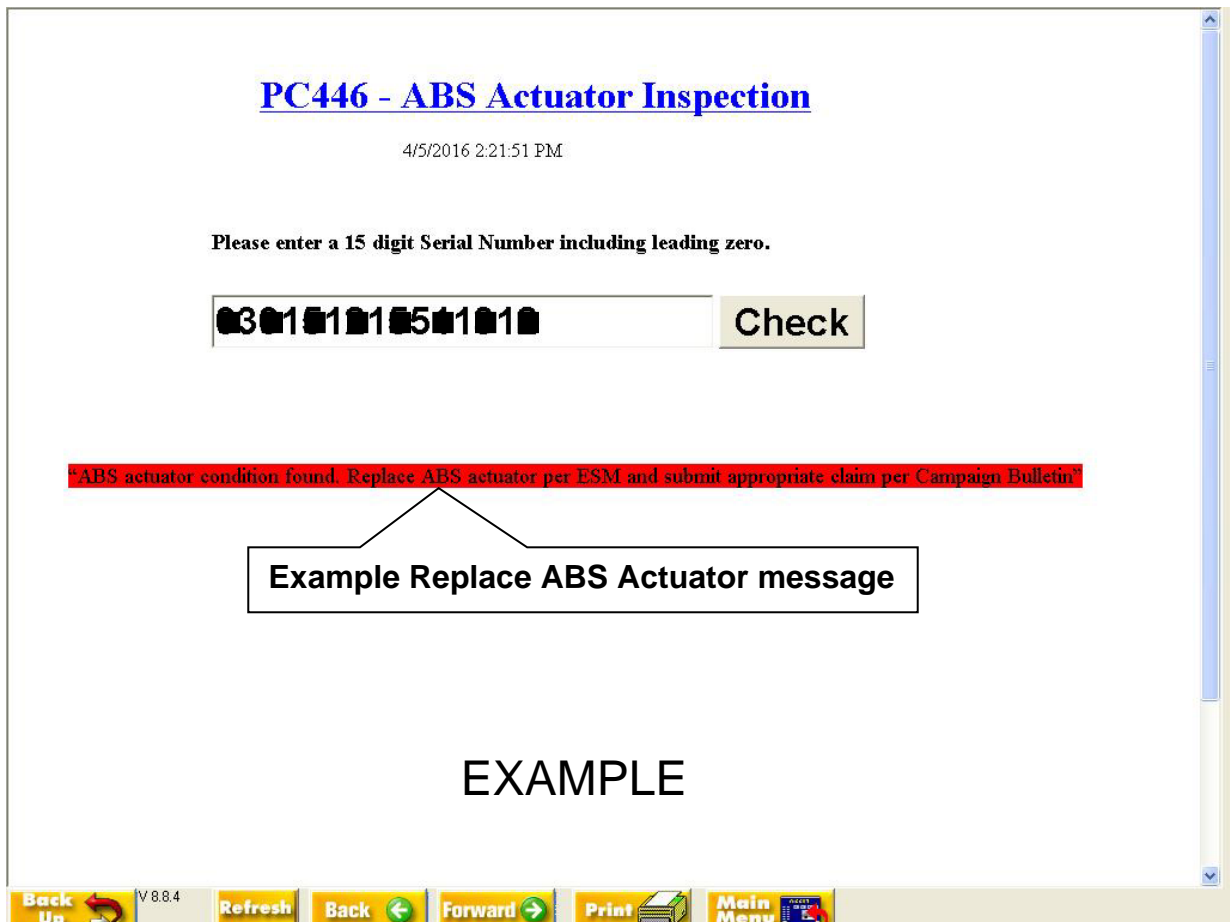 PC446 - ABS Actuator Inspection
4/5/2016 2:21:51 PM
Please enter a 15 digit Serial Number including leading zero.
Check
“ABS actuator condition found. Replace ABS actuator per ESM and submit appropriate claim per Campaign Bulletin”
Example Replace ABS Actuator message
EXAMPLE
Back Up V 8.8.4 Refresh Back Forward Print Main Menu